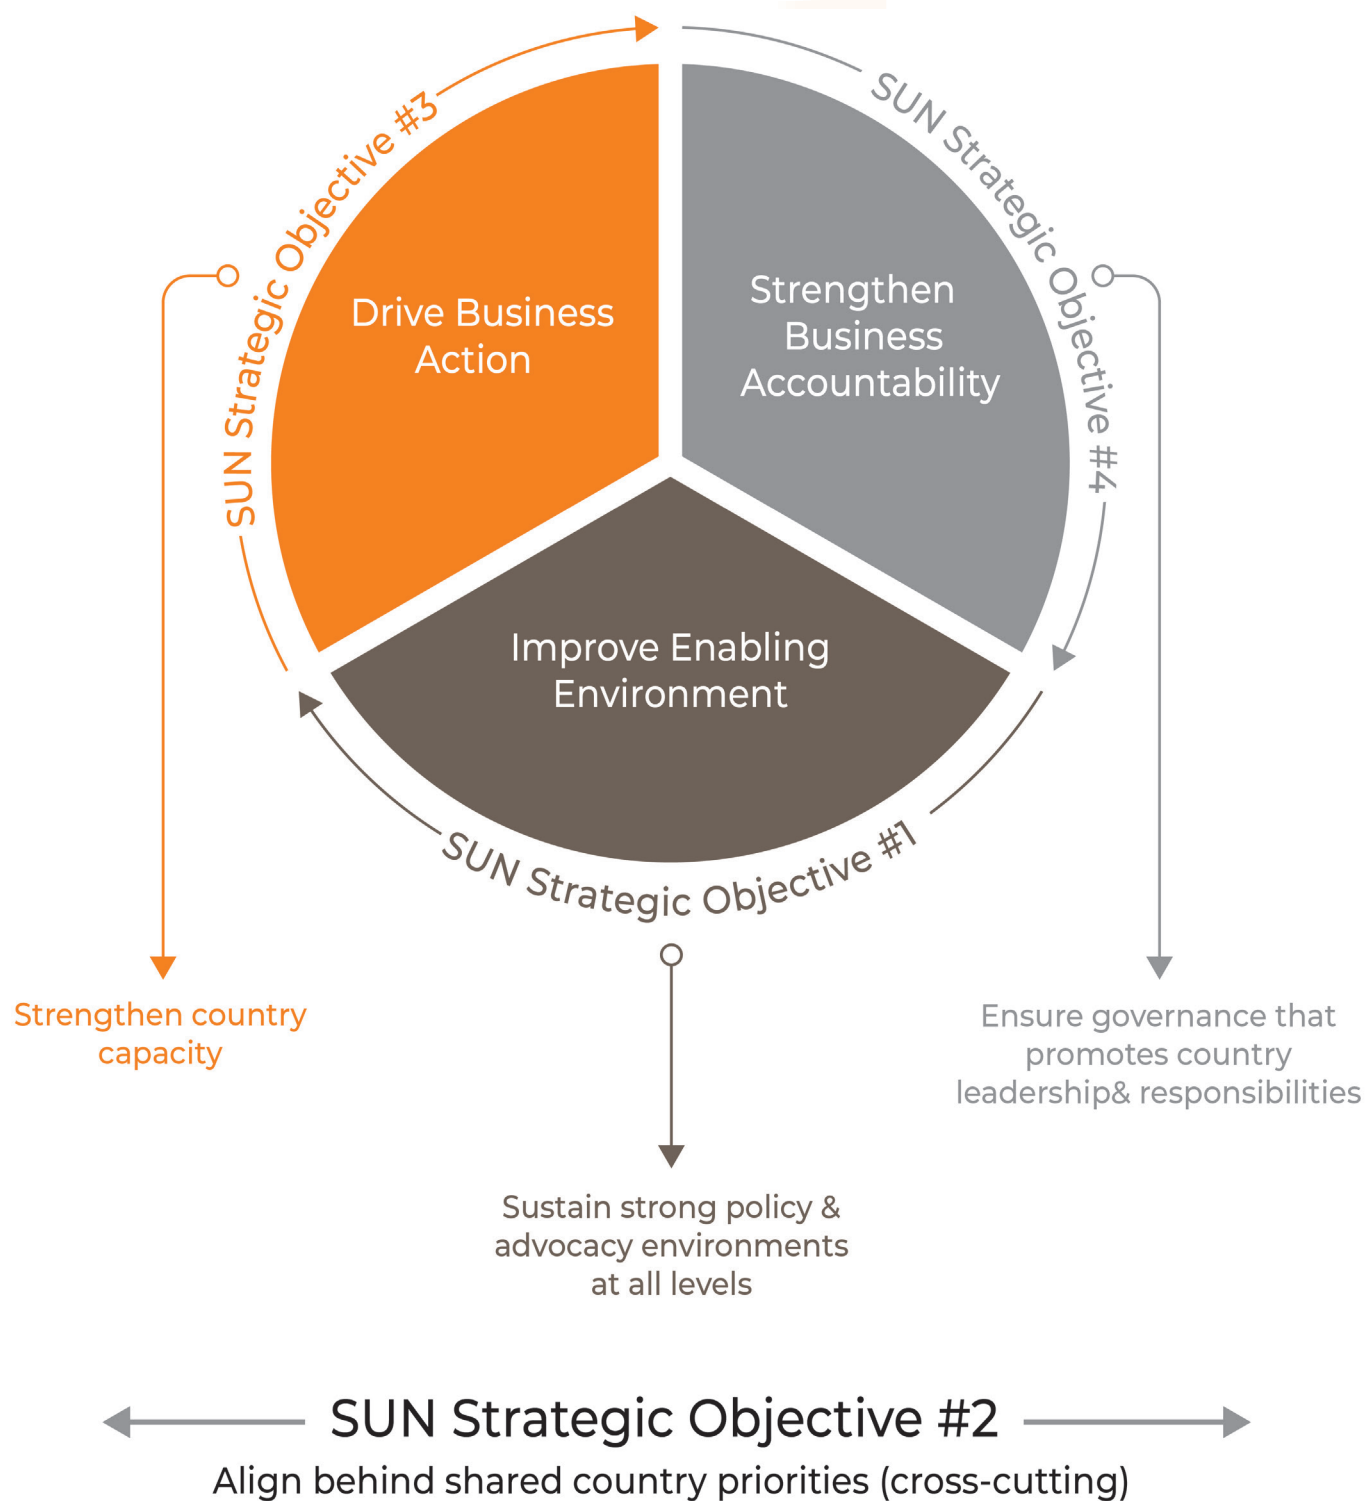 SUN Strategic Objective #3
SUN Strategic Objective #4
Drive Business
Action
Strengthen
Business
Accountability
Improve Enabling
Environment
SUN Strategic Objective #1
Strengthen country
capacity
Ensure governance that
promotes country
leadership& responsibilities
Sustain strong policy &
advocacy environments
at all levels
SUN Strategic Objective #2
Align behind shared country priorities (cross-cutting)